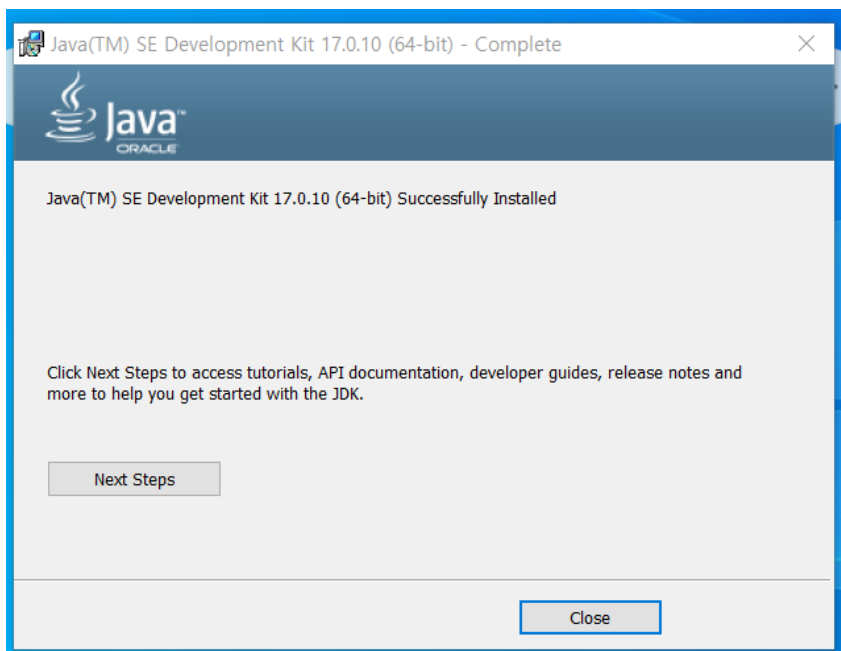 Java(TM) SE Development Kit 17.0.10 (64-bit) - Complete
Java™
ORACLE
Java(TM) SE Development Kit 17.0.10 (64-bit) Successfully Installed
Click Next Steps to access tutorials, API documentation, developer guides, release notes and
more to help you get started with the JDK.
Next Steps
Close